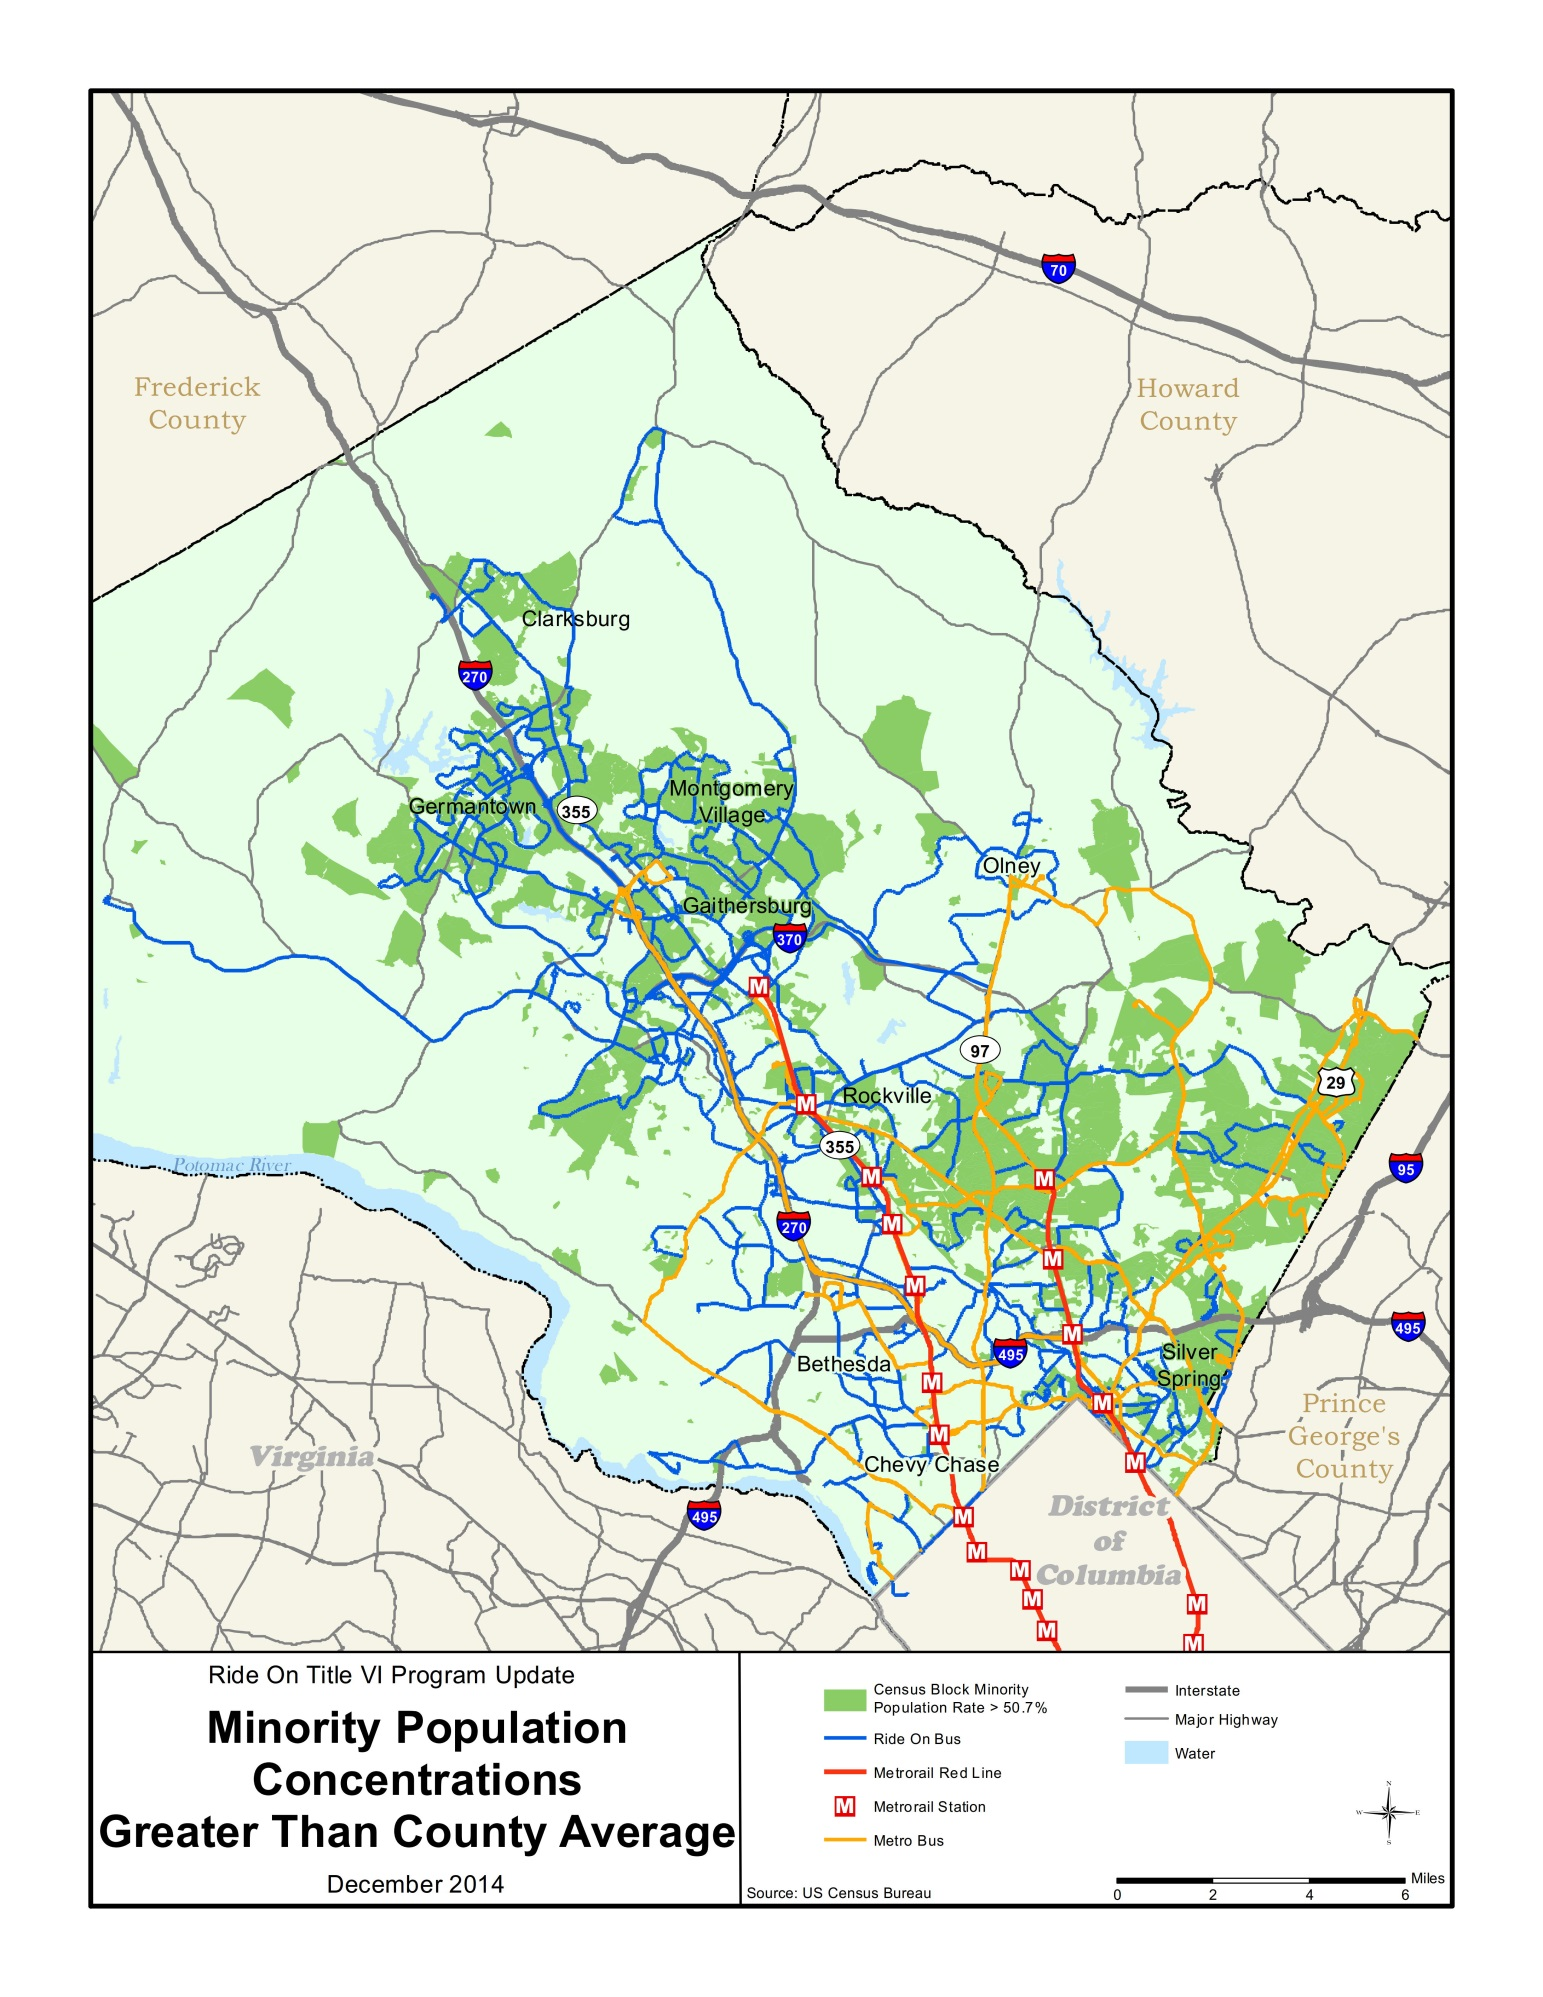 70
Frederick
County
Howard
County
Clarksburg
270
Montgomery
Village
Germantown
355
Olney
Gaithersburg
370
M
97
29
Rockville
M
355
Potomac River
95
M
M
270
M
M
M
495
M
495
Silver
Spring
Bethesda
M
M
Prince
George's
County
M
Virginia
Chevy Chase
M
District
of
Columbia
495
M
M
M
M
M
M
M
Ride On Title VI Program Update
Minority Population
Concentrations
Greater Than County Average
December 2014
Census Block Minority
Population Rate > 50.7%
Ride On Bus
Metrorail Red Line
M Metrorail Station
Metro Bus
Source: US Census Bureau
Interstate
Major Highway
Water
N
W E
S
Miles
0 2 4 6